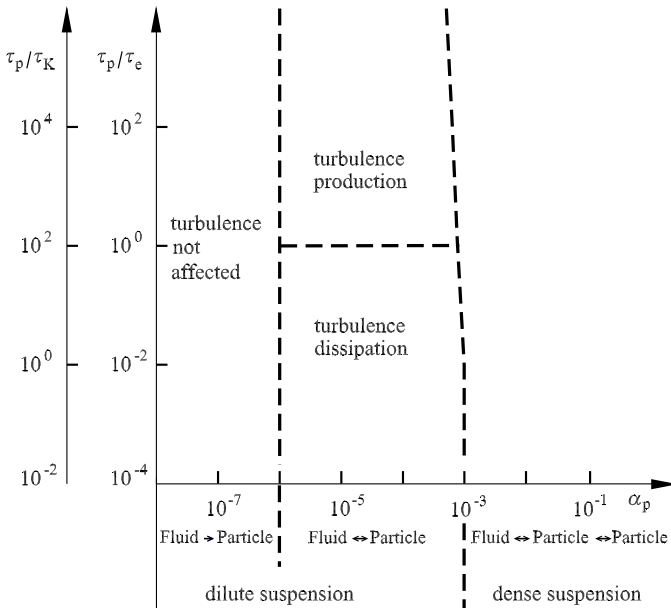 τp/τK
τp/τe
10^4
10^2
turbulence
production
turbulence
not
affected
10^2
10^0
turbulence
dissipation
10^0
10^-2
10^-2
10^-4
10^-7
10^-5
10^-3
10^-1
αp
Fluid → Particle
Fluid ↔ Particle
Fluid ↔ Particle ↔ Particle
dilute suspension
dense suspension